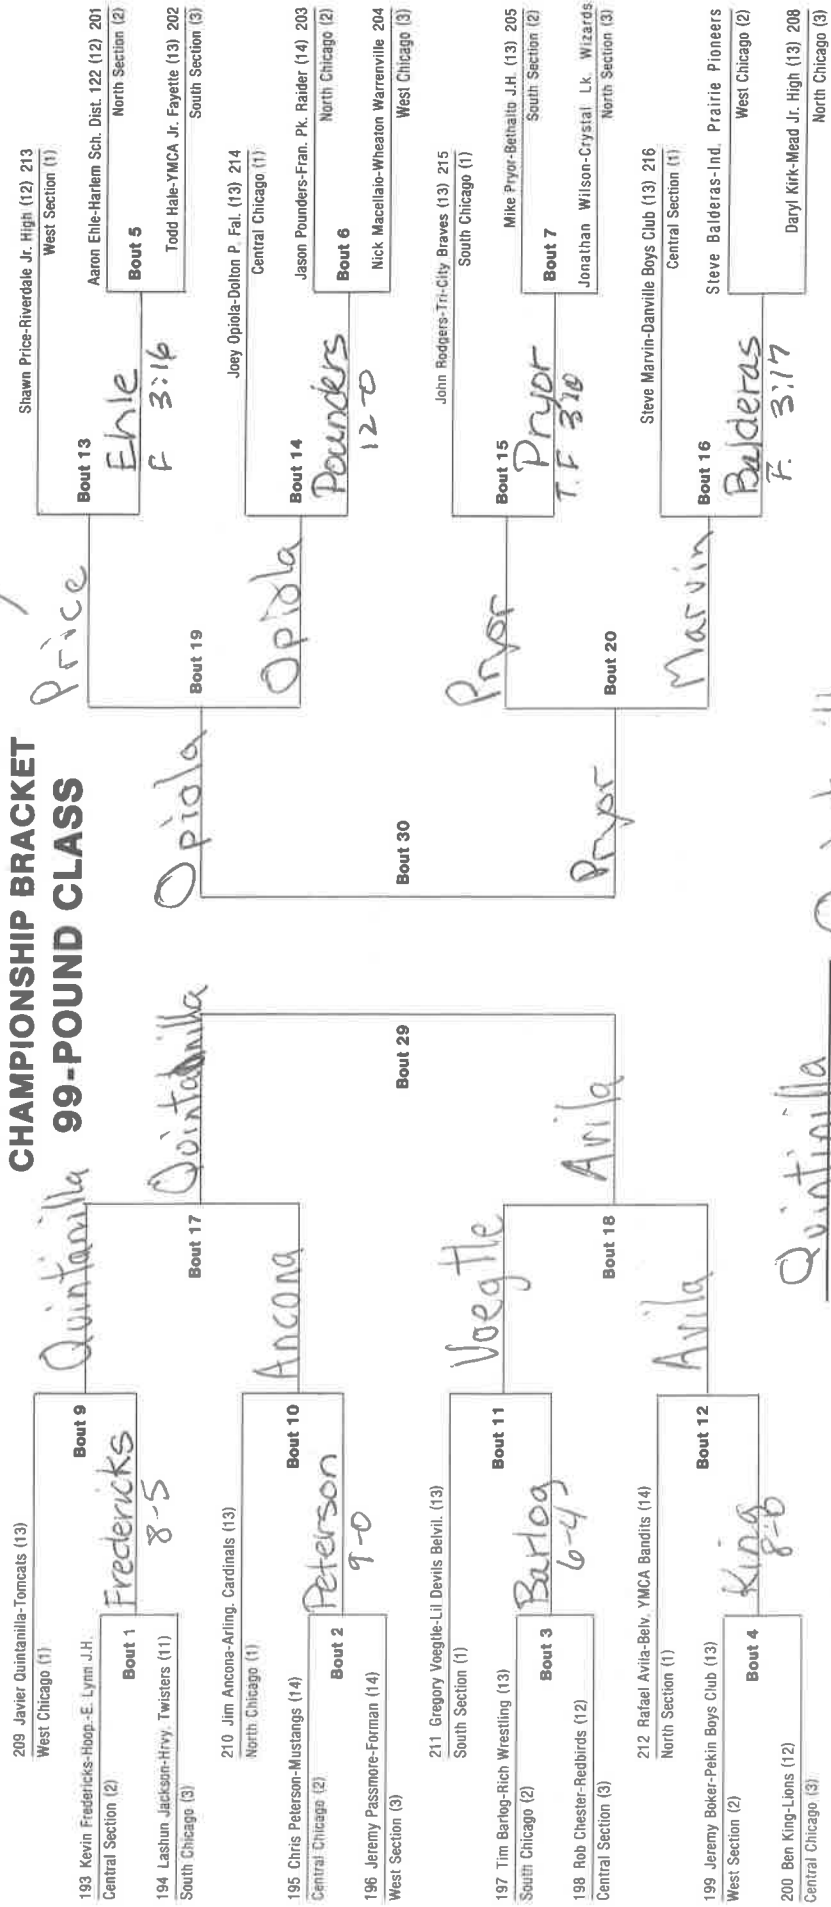 CHAMPIONSHIP BRACKET
99-POUND CLASS
209 Javier Quintanilla-Tomcats (13)
West Chicago (1)
Bout 9
Quintanilla
193 Kevin Fredericks-Hoop.-E. Lynn J.H.
Central Section (2)
Bout 1
Fredericks
8-5
194 Lashun Jackson-Hrvy. Twisters (11)
South Chicago (3)
Bout 17
Quintanilla
210 Jim Ancona-Arling. Cardinals (13)
North Chicago (1)
Bout 10
Ancona
195 Chris Peterson-Mustangs (14)
Central Chicago (2)
Bout 2
Peterson
9-0
196 Jeremy Passmore-Forman (14)
West Section (3)
Bout 29
211 Gregory Voegtle-Lil Devils Belvil. (13)
South Section (1)
Bout 11
Voegtle
197 Tim Barlog-Rich Wrestling (13)
South Chicago (2)
Bout 3
Barlog
6-4
198 Rob Chester-Redbirds (12)
Central Section (3)
Bout 18
Avila
212 Rafael Avila-Belv. YMCA Bandits (14)
North Section (1)
Bout 12
Avila
199 Jeremy Boker-Pekin Boys Club (13)
West Section (2)
Bout 4
King
8-6
200 Ben King-Lions (12)
Central Chicago (3)
Quintinilla
Shawn Price-Riverdale Jr. High (12) 213
West Section (1)
Bout 13
Price
Aaron Ehle-Harlem Sch. Dist. 122 (12) 201
North Section (2)
Bout 5
Ehle
F 3:16
Todd Hale-YMCA Jr. Fayette (13) 202
South Section (3)
Bout 19
Opiola
Joey Opiola-Dolton P. Fal. (13) 214
Central Chicago (1)
Bout 14
Opiola
Jason Pounders-Fran. Pk. Raider (14) 203
North Chicago (2)
Bout 6
Pounders
12-0
Nick Macellaio-Wheaton Warrenville 204
West Chicago (3)
Bout 30
John Rodgers-Tri-City Braves (13) 215
South Chicago (1)
Bout 15
Pryor
Mike Pryor-Bethalto J.H. (13) 205
South Section (2)
Bout 7
Pryor
T.F
Jonathan Wilson-Crystal Lk. Wizards
North Section (3)
Bout 20
Pryor
Steve Marvin-Danville Boys Club (13) 216
Central Section (1)
Bout 16
Marvin
Steve Balderas-Ind. Prairie Pioneers
West Chicago (2)
Balderas
F. 3:17
Daryl Kirk-Mead Jr. High (13) 208
North Chicago (3)